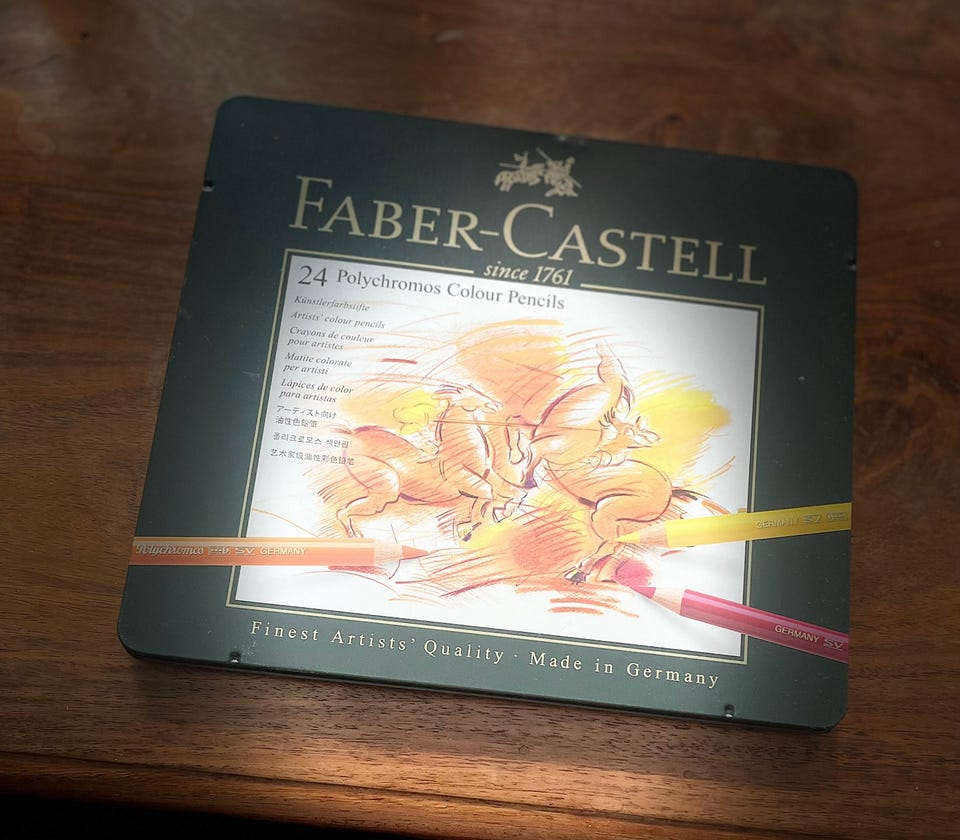 FABER-CASTELL
since 1761
24 Polychromos Colour Pencils
Künstlerfarbstifte
Artists' colour pencils
Crayons de couleur
pour artistes
Matite colorate
per artisti
Lápices de color
para artistas
アーティスト向け
油性色鉛筆
폴리크로모스 색연필
艺术家级油性彩色铅笔
GERMANY SV
Polychromos SV GERMANY
GERMANY SV
Finest Artists' Quality · Made in Germany